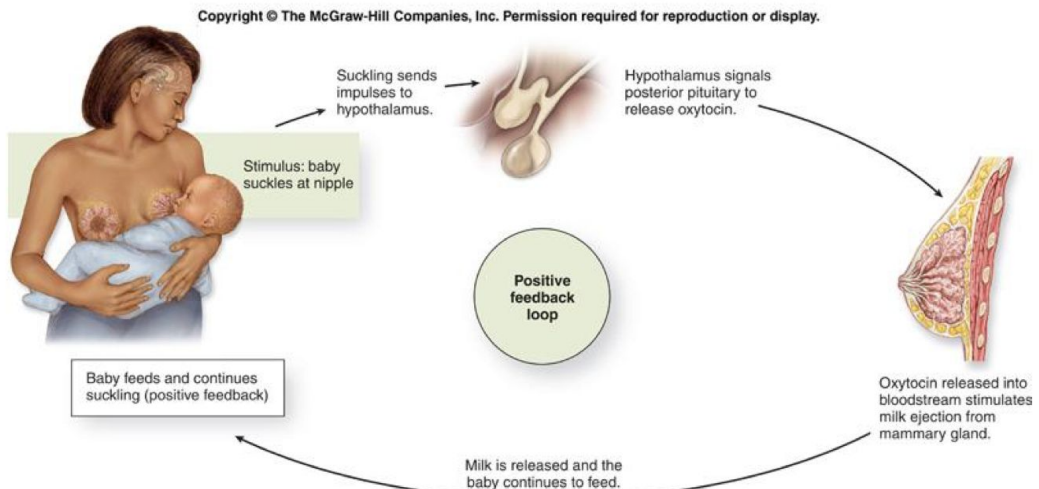 Copyright © The McGraw-Hill Companies, Inc. Permission required for reproduction or display.
Suckling sends
impulses to
hypothalamus.
Hypothalamus signals
posterior pituitary to
release oxytocin.
Stimulus: baby
suckles at nipple
Positive
feedback
loop
Baby feeds and continues
suckling (positive feedback)
Oxytocin released into
bloodstream stimulates
milk ejection from
mammary gland.
Milk is released and the
baby continues to feed.